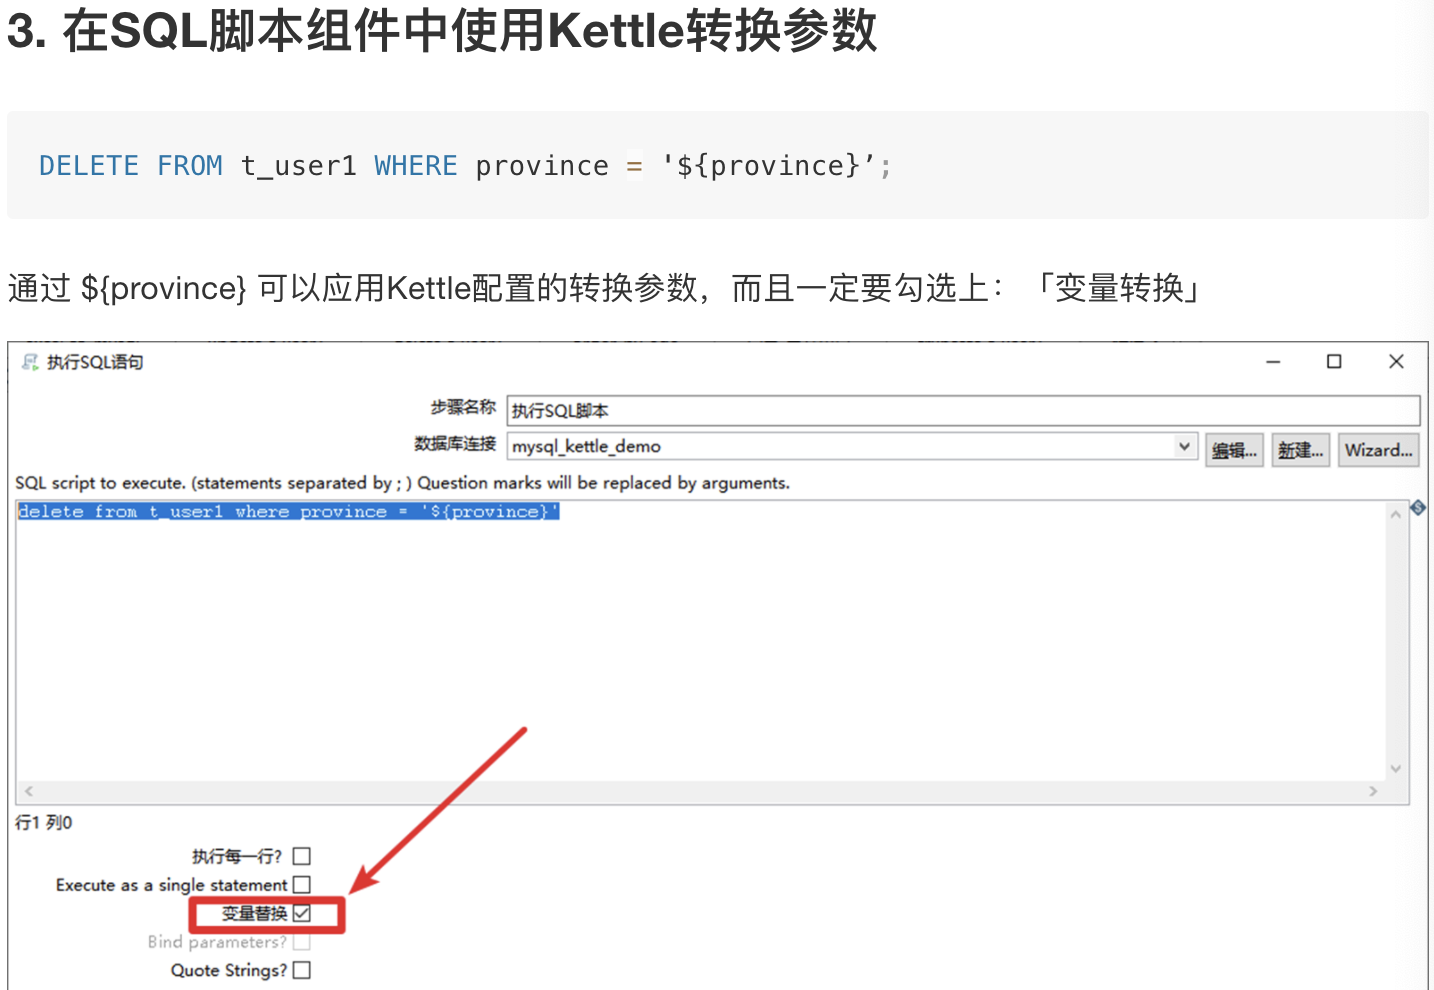 3. 在SQL脚本组件中使用Kettle转换参数
DELETE FROM t_user1 WHERE province = '${province}’;
通过 ${province} 可以应用Kettle配置的转换参数，而且一定要勾选上：「变量转换」
执行SQL语句
步骤名称 执行SQL脚本
数据库连接 mysql_kettle_demo 编辑... 新建... Wizard...
SQL script to execute. (statements separated by ; ) Question marks will be replaced by arguments.
delete from t_user1 where province = '${province}'
行1 列0
执行每一行?
Execute as a single statement
变量替换
Bind parameters?
Quote Strings?